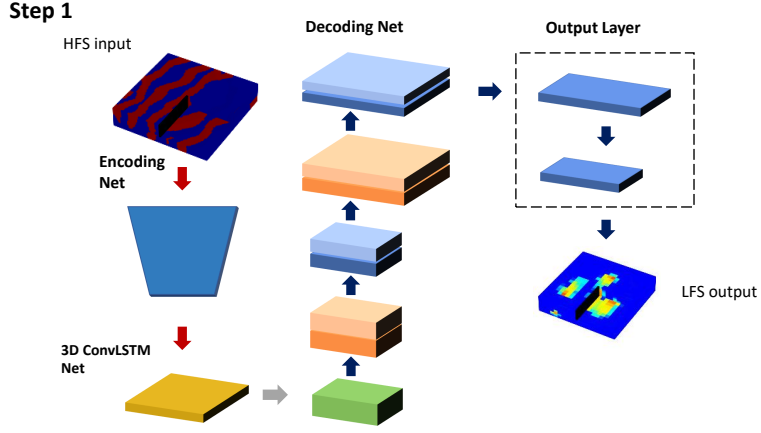 Step 1
HFS input
Decoding Net
Output Layer
Encoding
Net
3D ConvLSTM
Net
LFS output